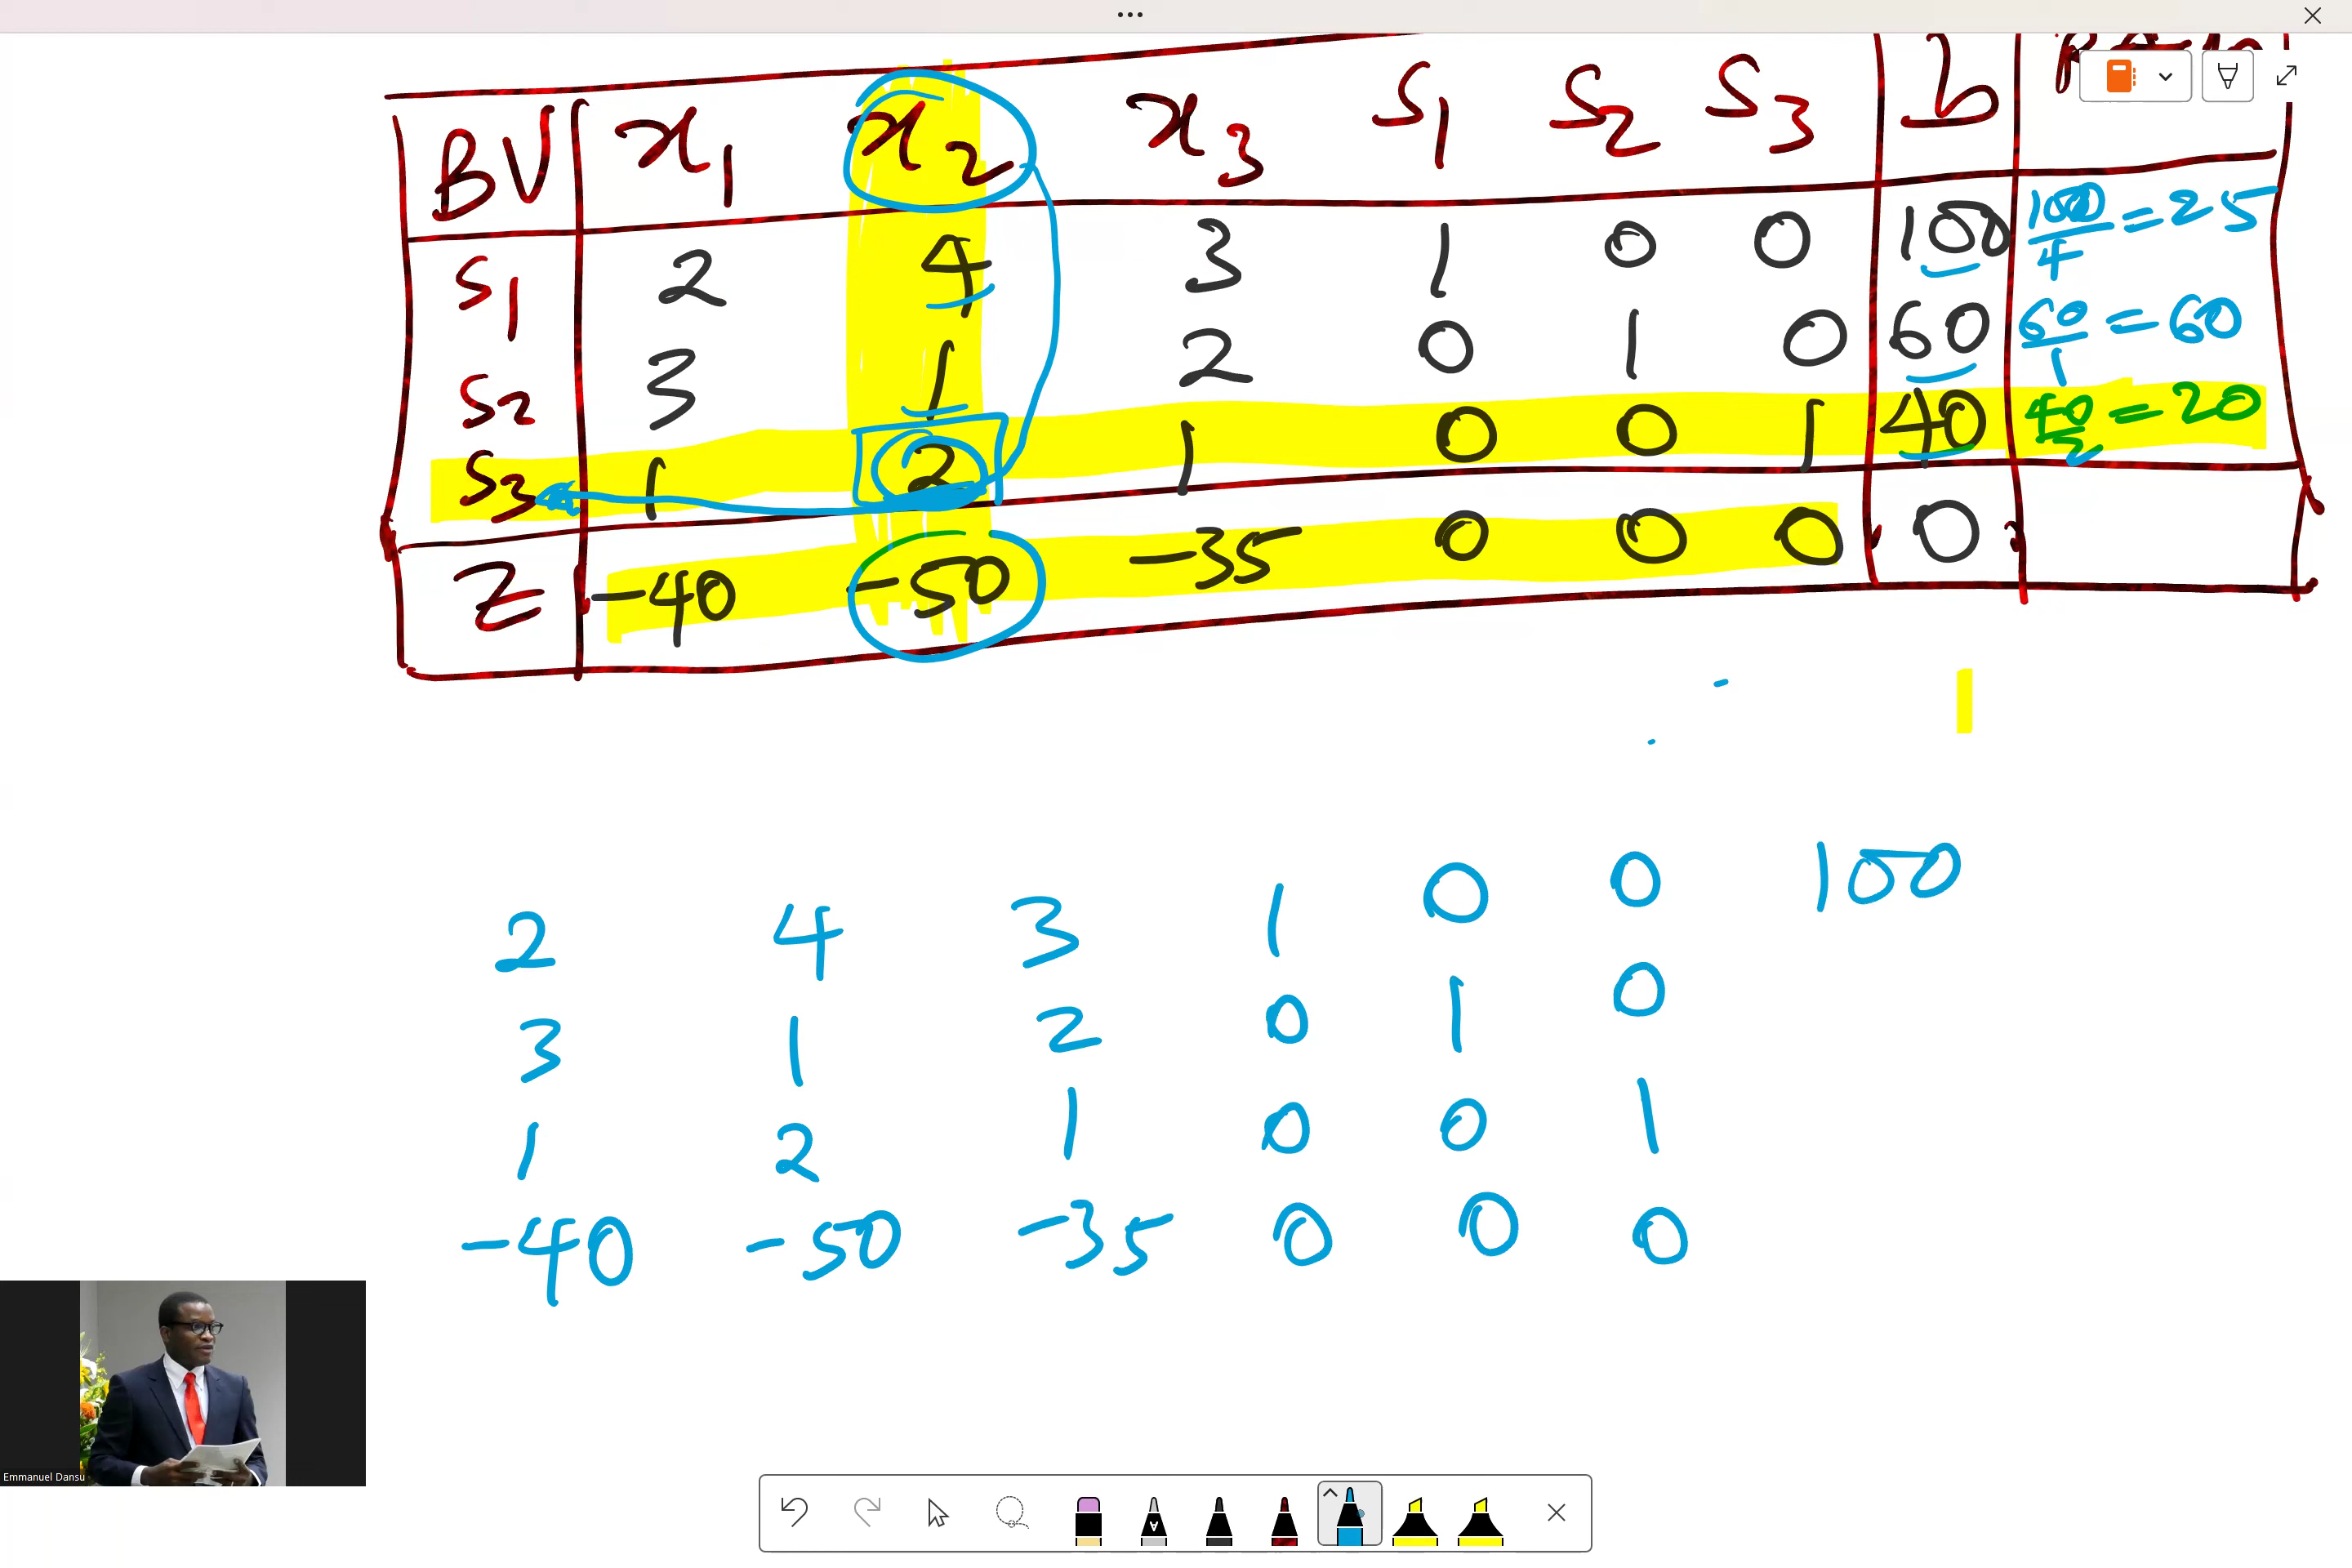 BV x₁ x₂ x₃ S₁ S₂ S₃ b
S₁ 2 4 3 1 0 0 100 100/4 = 25
S₂ 3 1 2 0 1 0 60 60/1 = 60
S₃ 1 2 1 0 0 1 40 40/2 = 20
Z -40 -50 -35 0 0 0 0
2 4 3 1 0 0 100
3 1 2 0 1 0
1 2 1 0 0 1
-40 -50 -35 0 0 0
Emmanuel Dansu